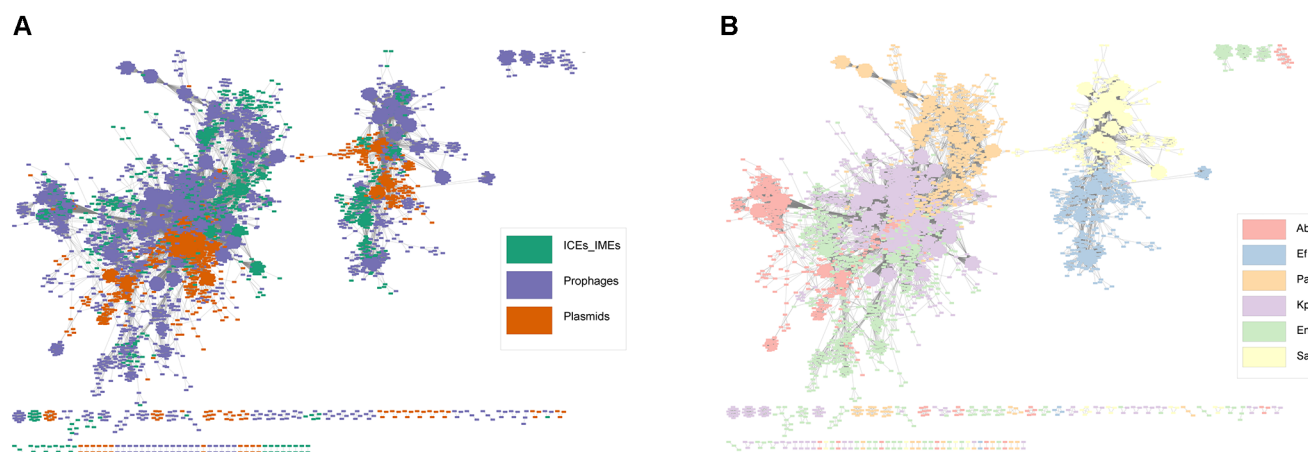 A
B
ICEs_IMEs
Prophages
Plasmids
Ab
Ef
Pa
Kp
En
Sa